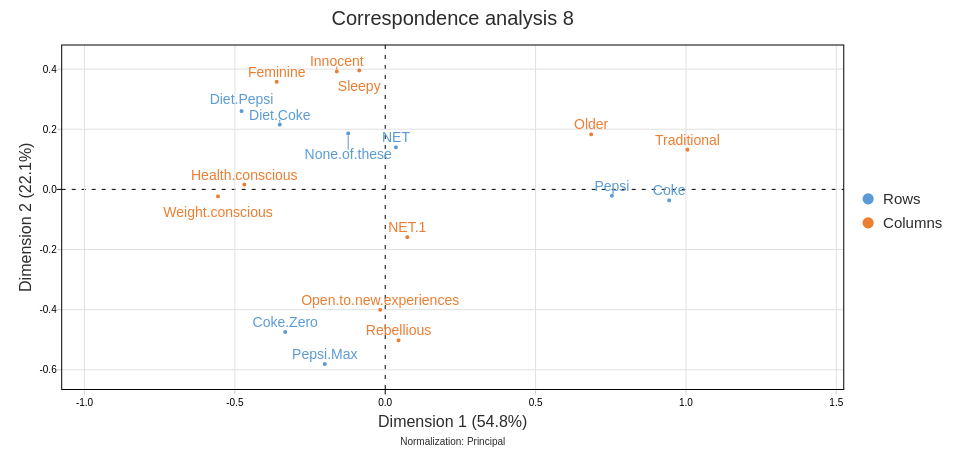 Correspondence analysis 8
Innocent
Feminine
Sleepy
Diet.Pepsi
Diet.Coke
Older
NET
Traditional
None.of.these
Health.conscious
Pepsi
Coke
Weight.conscious
NET.1
Open.to.new.experiences
Coke.Zero
Rebellious
Pepsi.Max
0.4
0.2
0.0
-0.2
-0.4
-0.6
Dimension 2 (22.1%)
-1.0 -0.5 0.0 0.5 1.0 1.5
Dimension 1 (54.8%)
Normalization: Principal
Rows
Columns